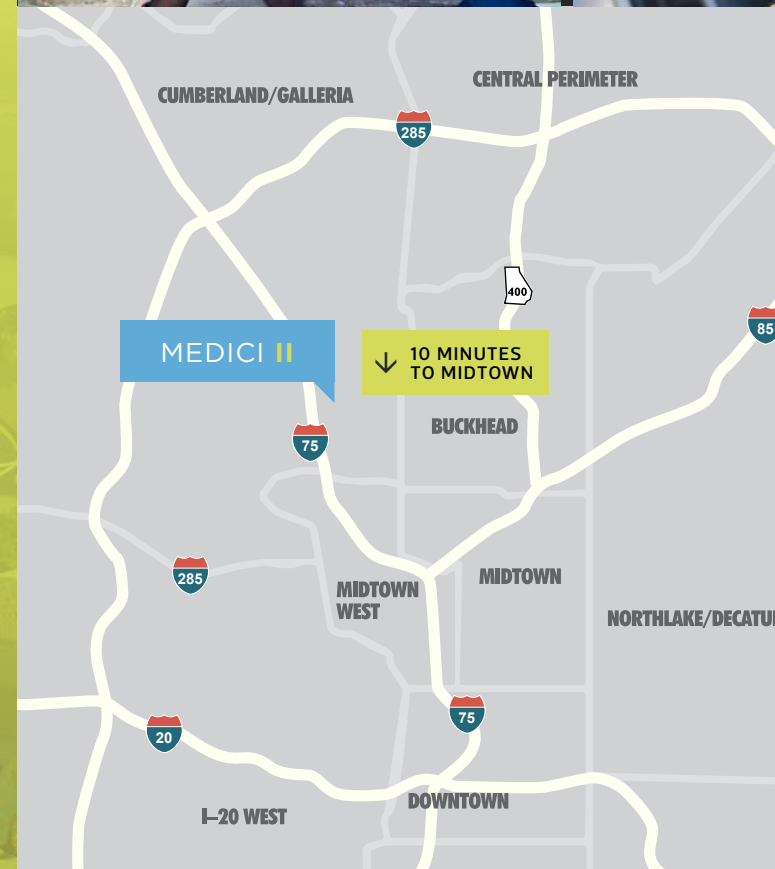 CENTRAL PERIMETER
CUMBERLAND/GALLERIA
285
400
85
MEDICI II
10 MINUTES
TO MIDTOWN
BUCKHEAD
75
285
MIDTOWN
MIDTOWN
WEST
NORTHLAKE/DECATU
75
20
DOWNTOWN
I–20 WEST